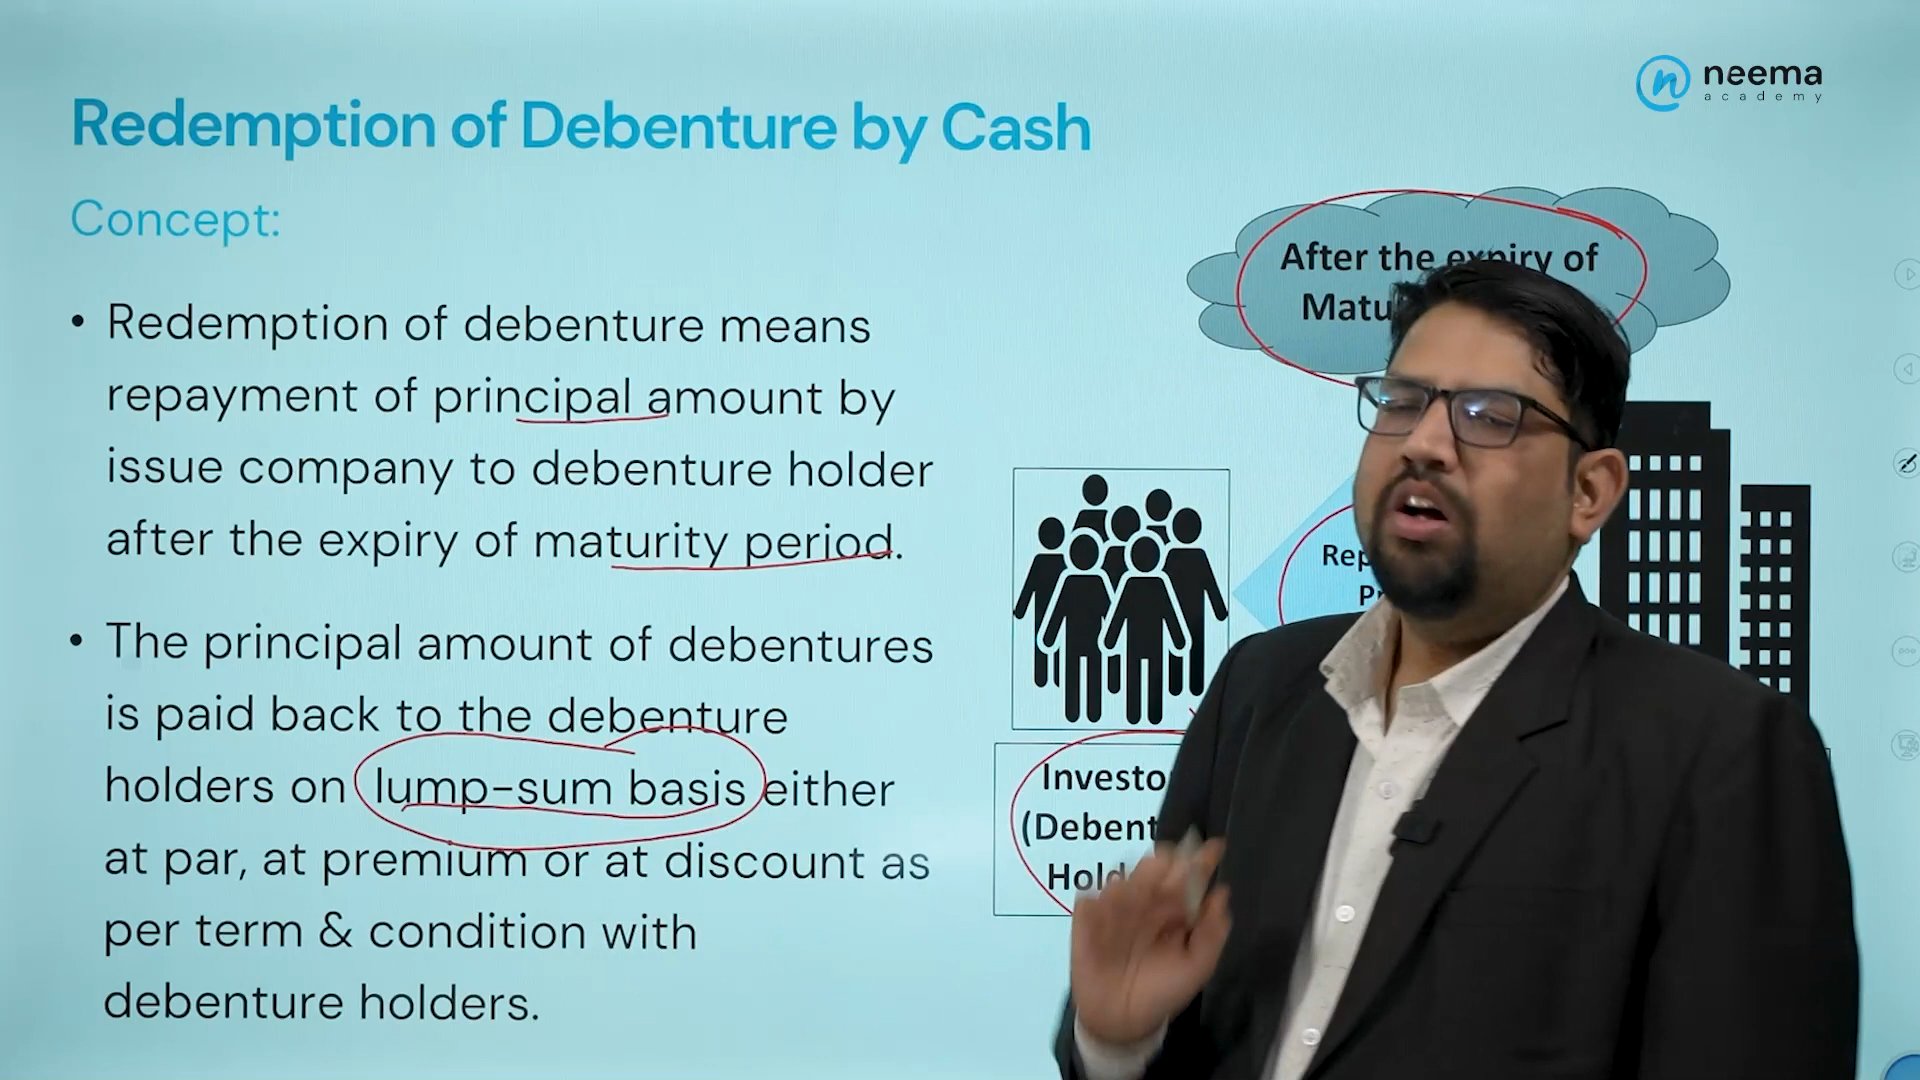 neema
academy
Redemption of Debenture by Cash
Concept:
• Redemption of debenture means
repayment of principal amount by
issue company to debenture holder
after the expiry of maturity period.
• The principal amount of debentures
is paid back to the debenture
holders on lump-sum basis either
at par, at premium or at discount as
per term & condition with
debenture holders.
After the expiry of